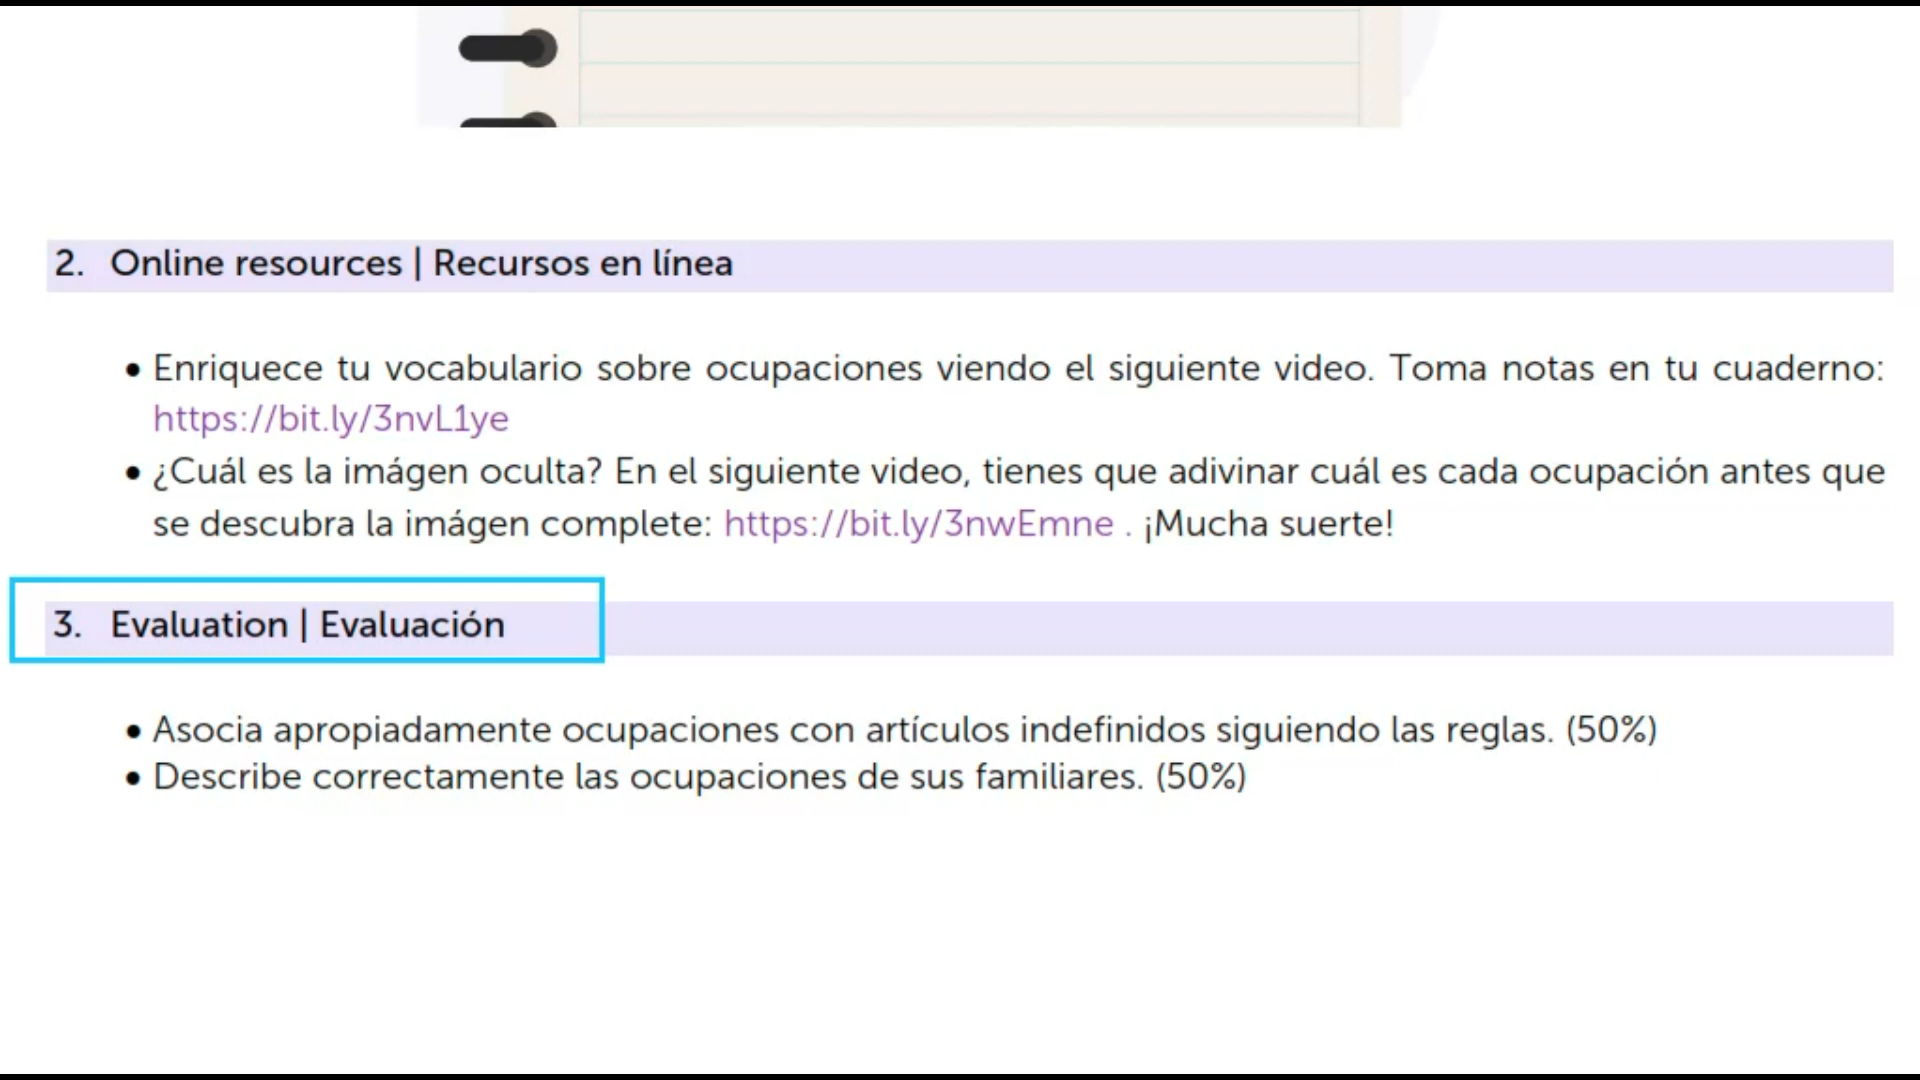 2. Online resources | Recursos en línea
• Enriquece tu vocabulario sobre ocupaciones viendo el siguiente video. Toma notas en tu cuaderno:
https://bit.ly/3nvL1ye
• ¿Cuál es la imágen oculta? En el siguiente video, tienes que adivinar cuál es cada ocupación antes que
se descubra la imágen complete: https://bit.ly/3nwEmne . ¡Mucha suerte!
3. Evaluation | Evaluación
• Asocia apropiadamente ocupaciones con artículos indefinidos siguiendo las reglas. (50%)
• Describe correctamente las ocupaciones de sus familiares. (50%)